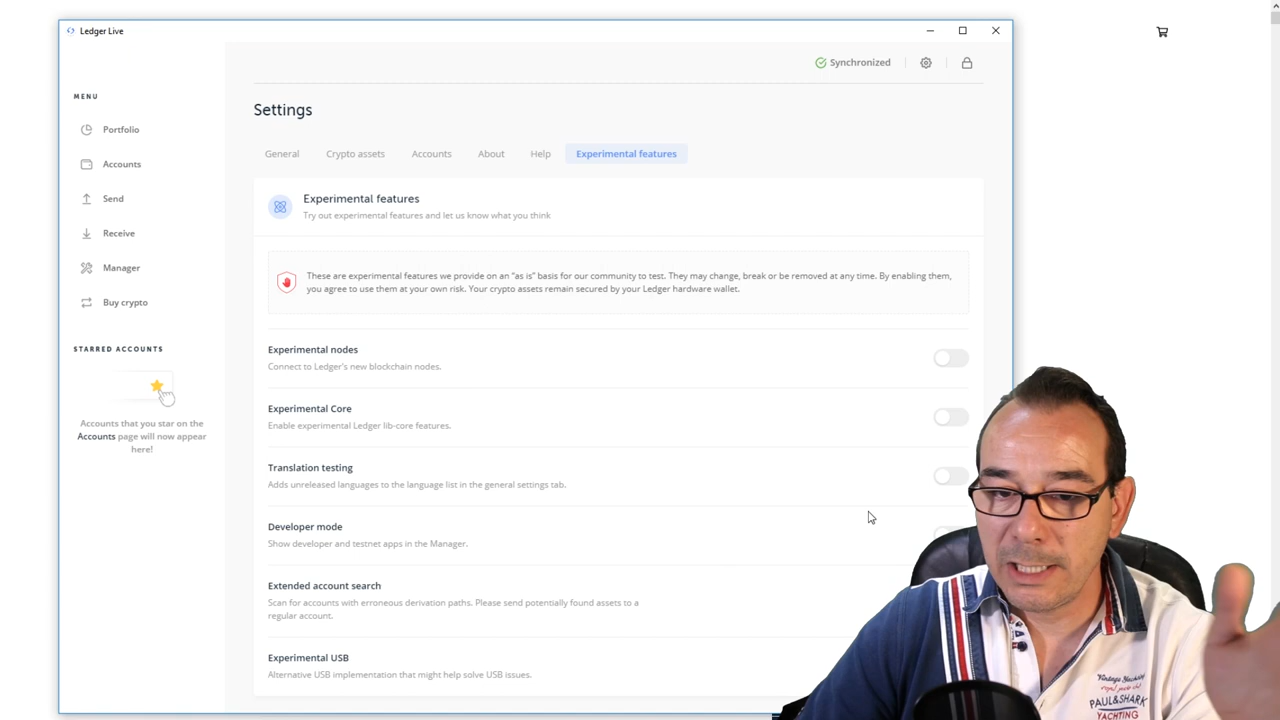 Ledger Live
Synchronized
MENU
Portfolio
Accounts
Send
Receive
Manager
Buy crypto
STARRED ACCOUNTS
Accounts that you star on the
Accounts page will now appear
here!
Settings
General
Crypto assets
Accounts
About
Help
Experimental features
Experimental features
Try out experimental features and let us know what you think
These are experimental features we provide on an "as is" basis for our community to test. They may change, break or be removed at any time. By enabling them,
you agree to use them at your own risk. Your crypto assets remain secured by your Ledger hardware wallet.
Experimental nodes
Connect to Ledger's new blockchain nodes.
Experimental Core
Enable experimental Ledger lib-core features.
Translation testing
Adds unreleased languages to the language list in the general settings tab.
Developer mode
Show developer and testnet apps in the Manager.
Extended account search
Scan for accounts with erroneous derivation paths. Please send potentially found assets to a
regular account.
Experimental USB
Alternative USB implementation that might help solve USB issues.
PAUL&SHARK
YACHTING